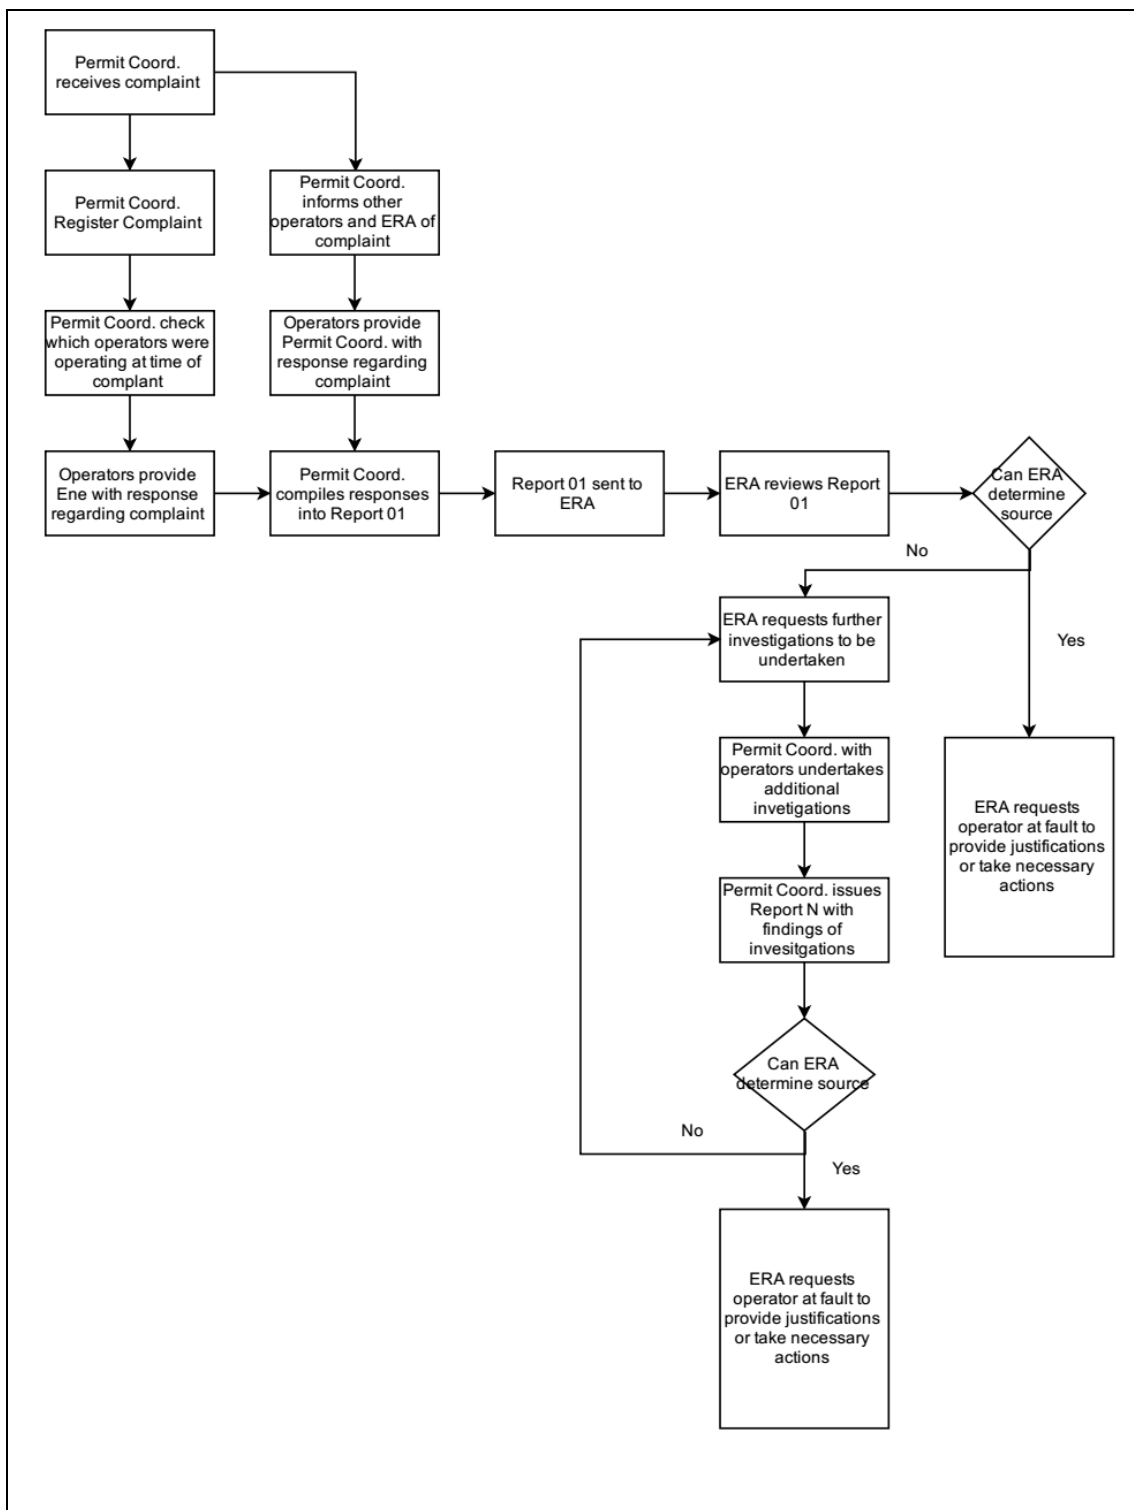 Permit Coord.
receives complaint
Permit Coord.
Register Complaint
Permit Coord.
informs other
operators and ERA of
complaint
Permit Coord. check
which operators were
operating at time of
complant
Operators provide
Permit Coord. with
response regarding
complaint
Operators provide
Ene with response
regarding complaint
Permit Coord.
compiles responses
into Report 01
Report 01 sent to
ERA
ERA reviews Report
01
Can ERA
determine
source
No
Yes
ERA requests further
investigations to be
undertaken
Permit Coord. with
operators undertakes
additional
invetigations
ERA requests
operator at fault to
provide justifications
or take necessary
actions
Permit Coord. issues
Report N with
findings of
invesitgations
Can ERA
determine source
No
Yes
ERA requests
operator at fault to
provide justifications
or take necessary
actions